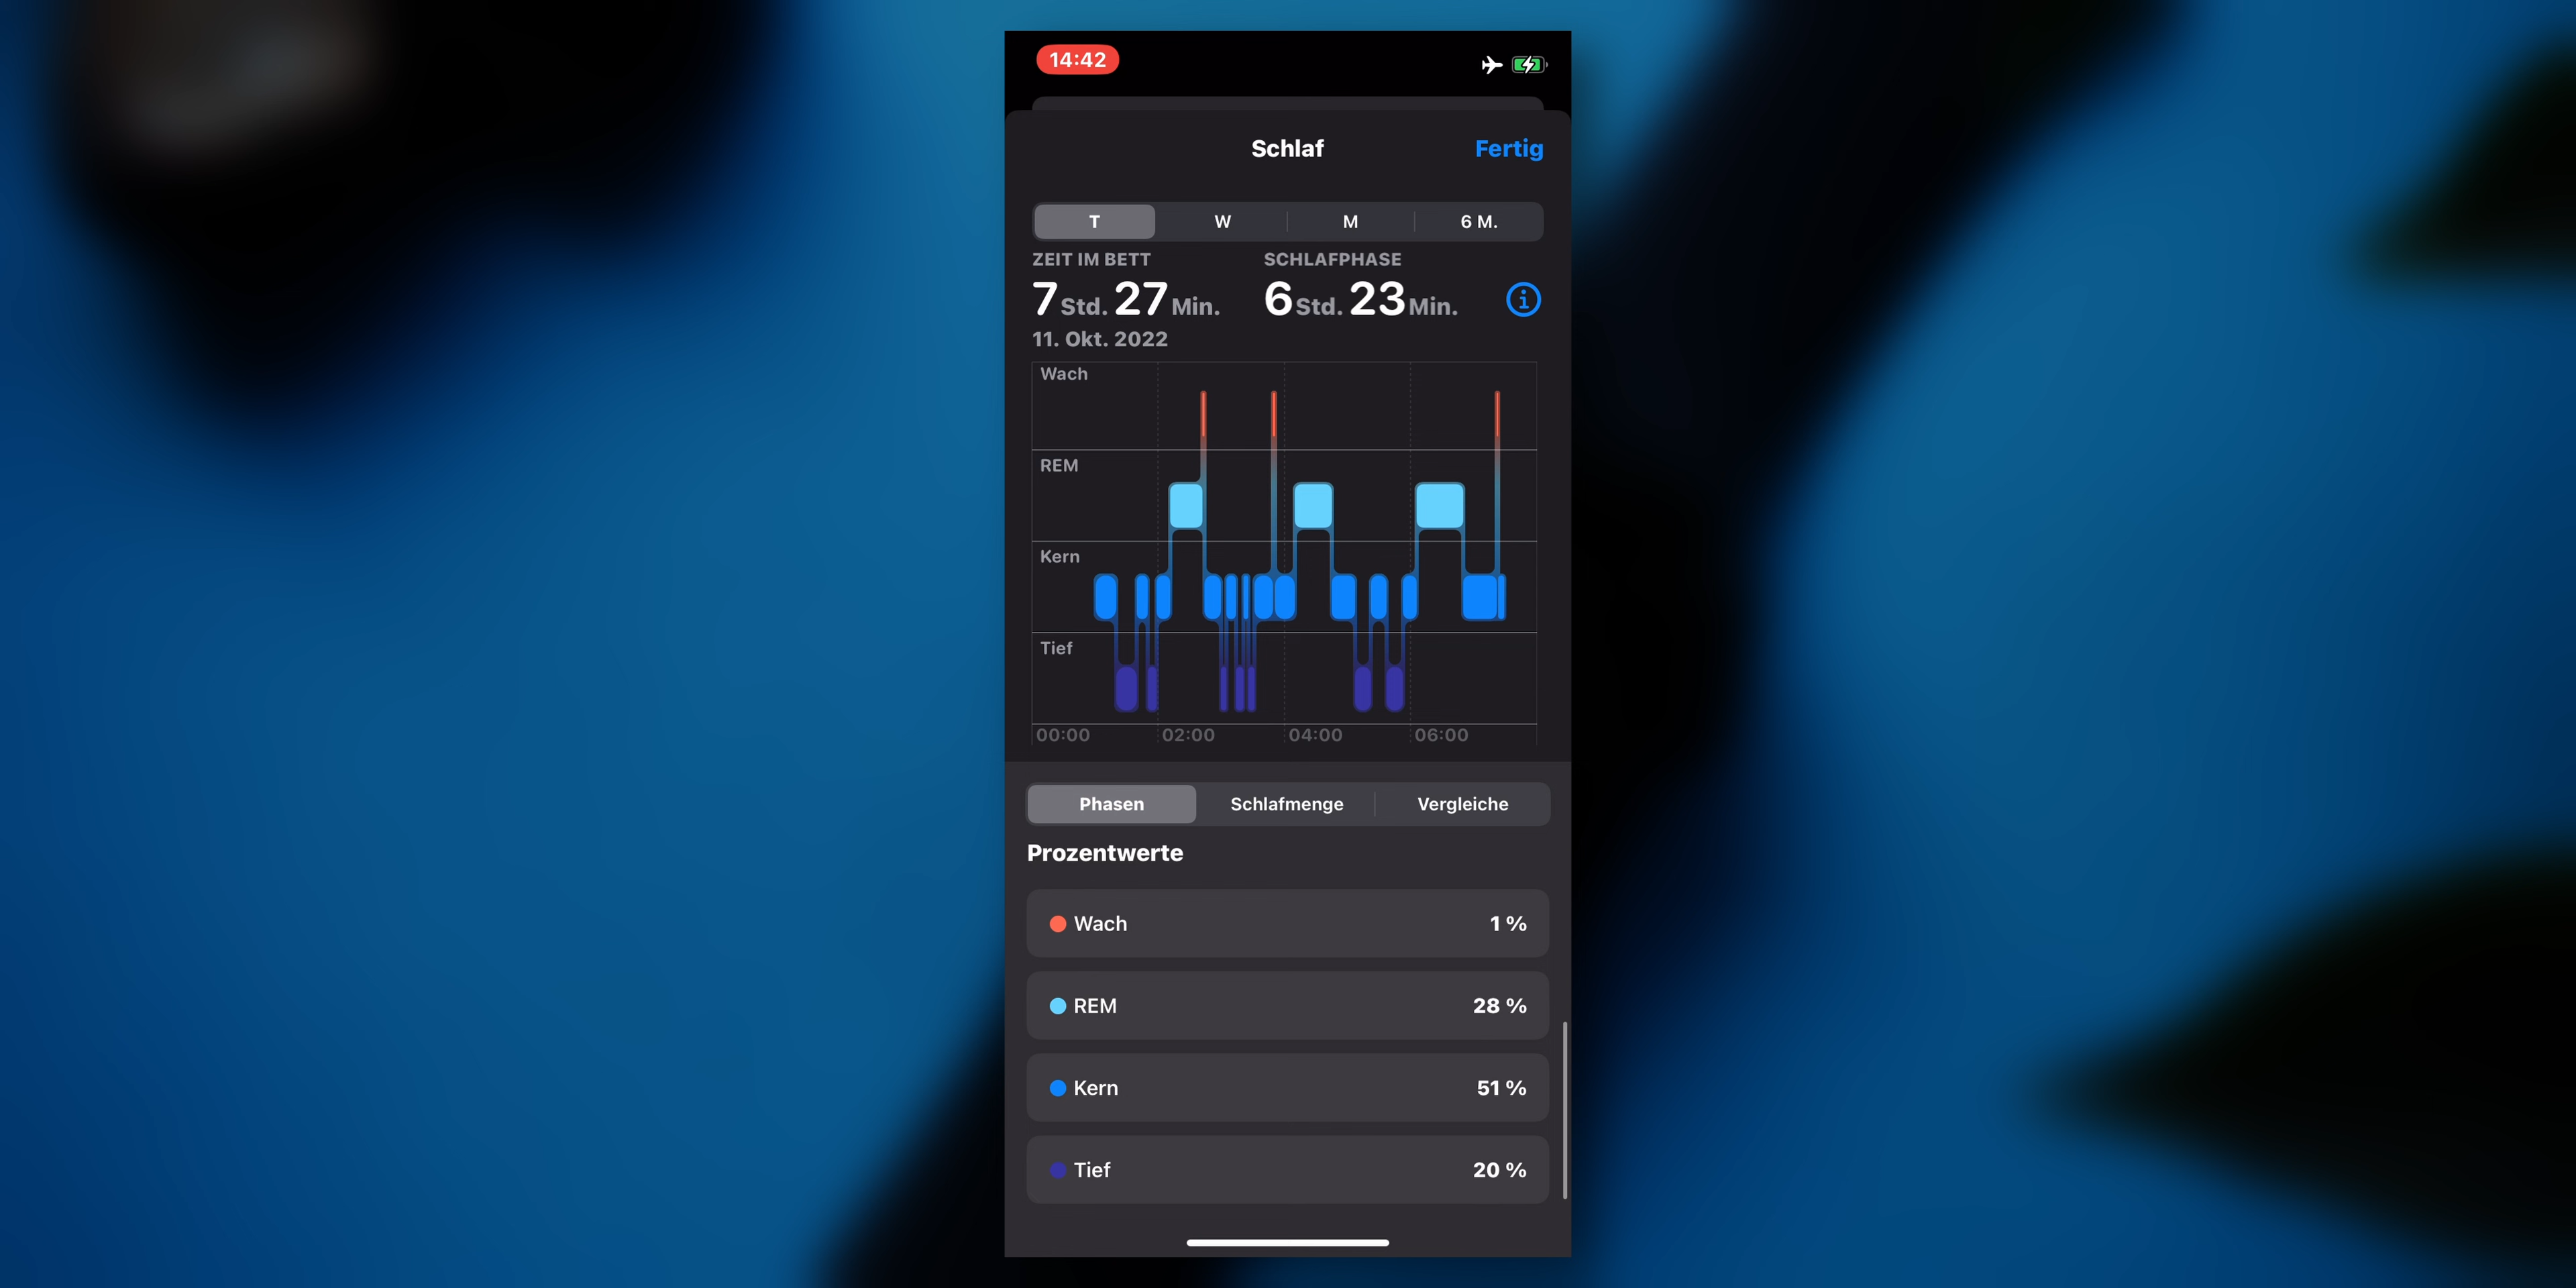 14:42
Schlaf Fertig
T W M 6 M.
ZEIT IM BETT SCHLAFPHASE
7 Std. 27 Min. 6 Std. 23 Min.
11. Okt. 2022
Wach
REM
Kern
Tief
00:00 02:00 04:00 06:00
Phasen Schlafmenge Vergleiche
Prozentwerte
Wach 1 %
REM 28 %
Kern 51 %
Tief 20 %